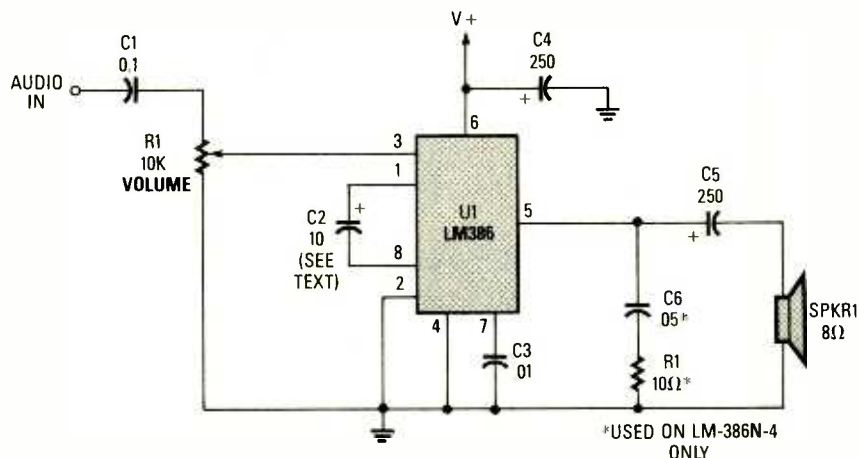 V+
C1
0.1
C4
250
AUDIO
IN
+
6
R1
10K
VOLUME
3
1
C2
10
(SEE
TEXT)
+
U1
LM386
5
C5
250
+
8
2
4
7
C3
01
C6
05*
R1
10Ω*
SPKR1
8Ω
*USED ON LM-386N-4
ONLY